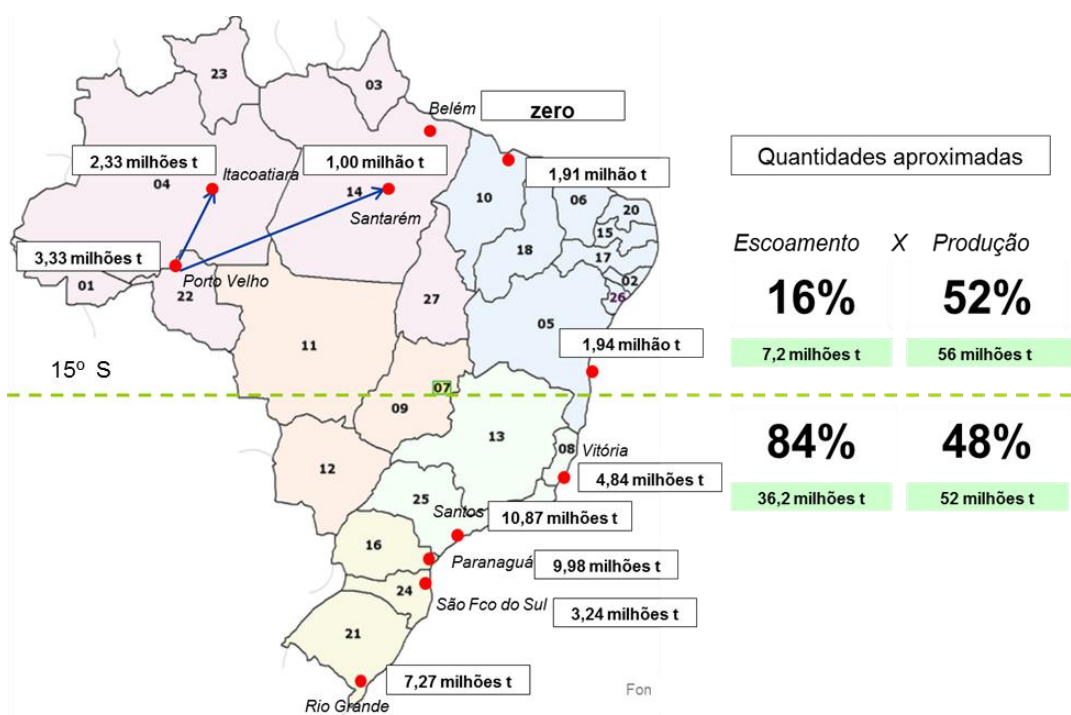 23
03
Belém
zero
2,33 milhões t
1,00 milhão t
Quantidades aproximadas
04
Itacoatiara
14
Santarém
10
1,91 milhão t
06
20
15
17
02
26
18
3,33 milhões t
Porto Velho
01
22
27
05
Escoamento X Produção
16% 52%
7,2 milhões t 56 milhões t
11
1,94 milhão t
15º S
07
09
13
08
Vitória
84% 48%
36,2 milhões t 52 milhões t
12
4,84 milhões t
25
Santos
10,87 milhões t
16
Paranaguá
9,98 milhões t
24
São Fco do Sul
3,24 milhões t
21
7,27 milhões t
Rio Grande
Fon